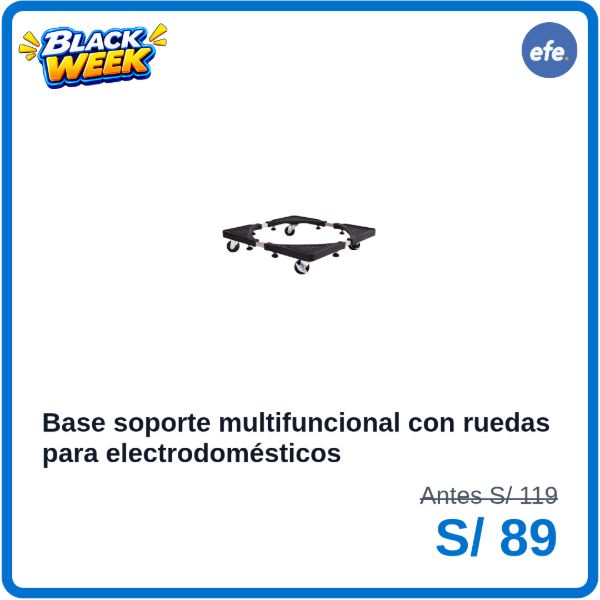 BLACK
WEEK
efe.
Base soporte multifuncional con ruedas
para electrodomésticos
Antes S/ 119
S/ 89